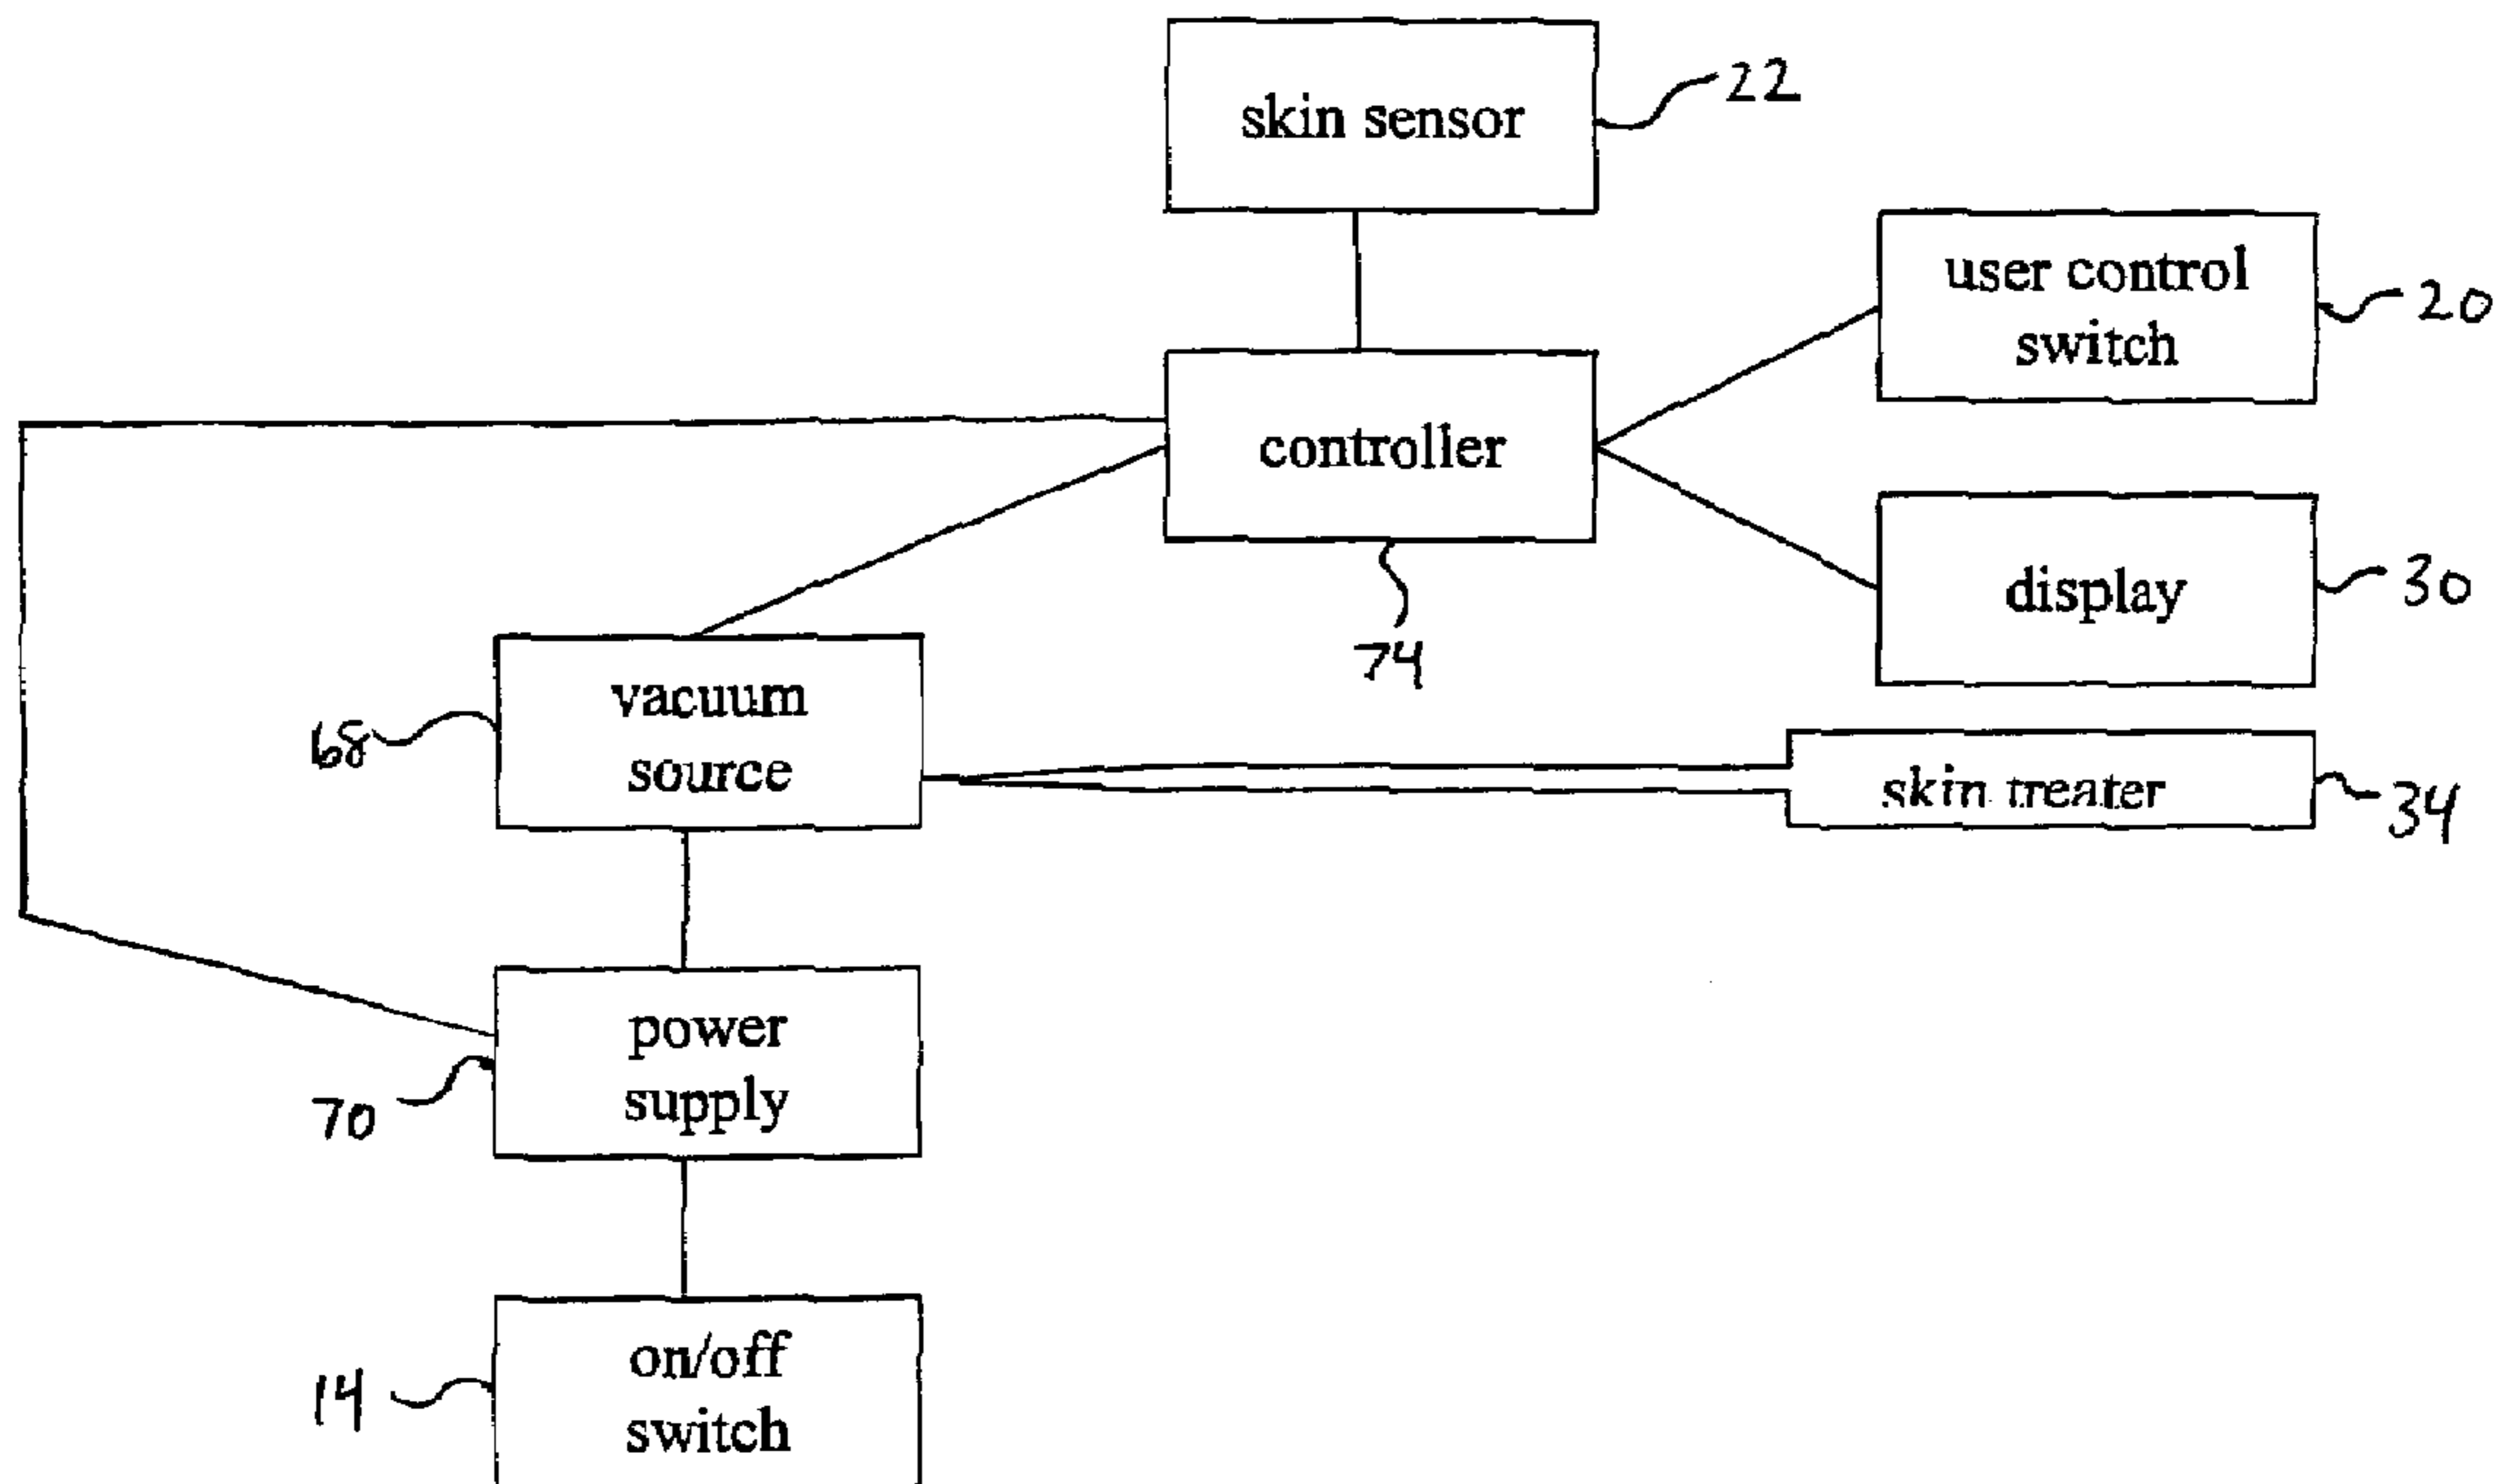 skin sensor
22
user control
switch
20
controller
74
display
30
vacuum
source
68
skin treater
34
power
supply
70
on/off
switch
14